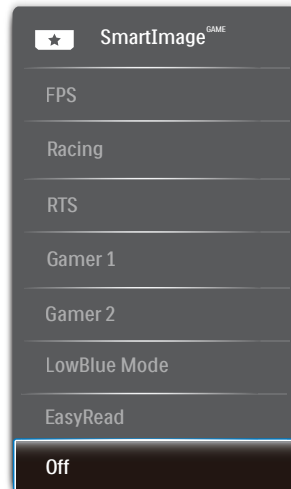 SmartImage GAME
FPS
Racing
RTS
Gamer 1
Gamer 2
LowBlue Mode
EasyRead
Off